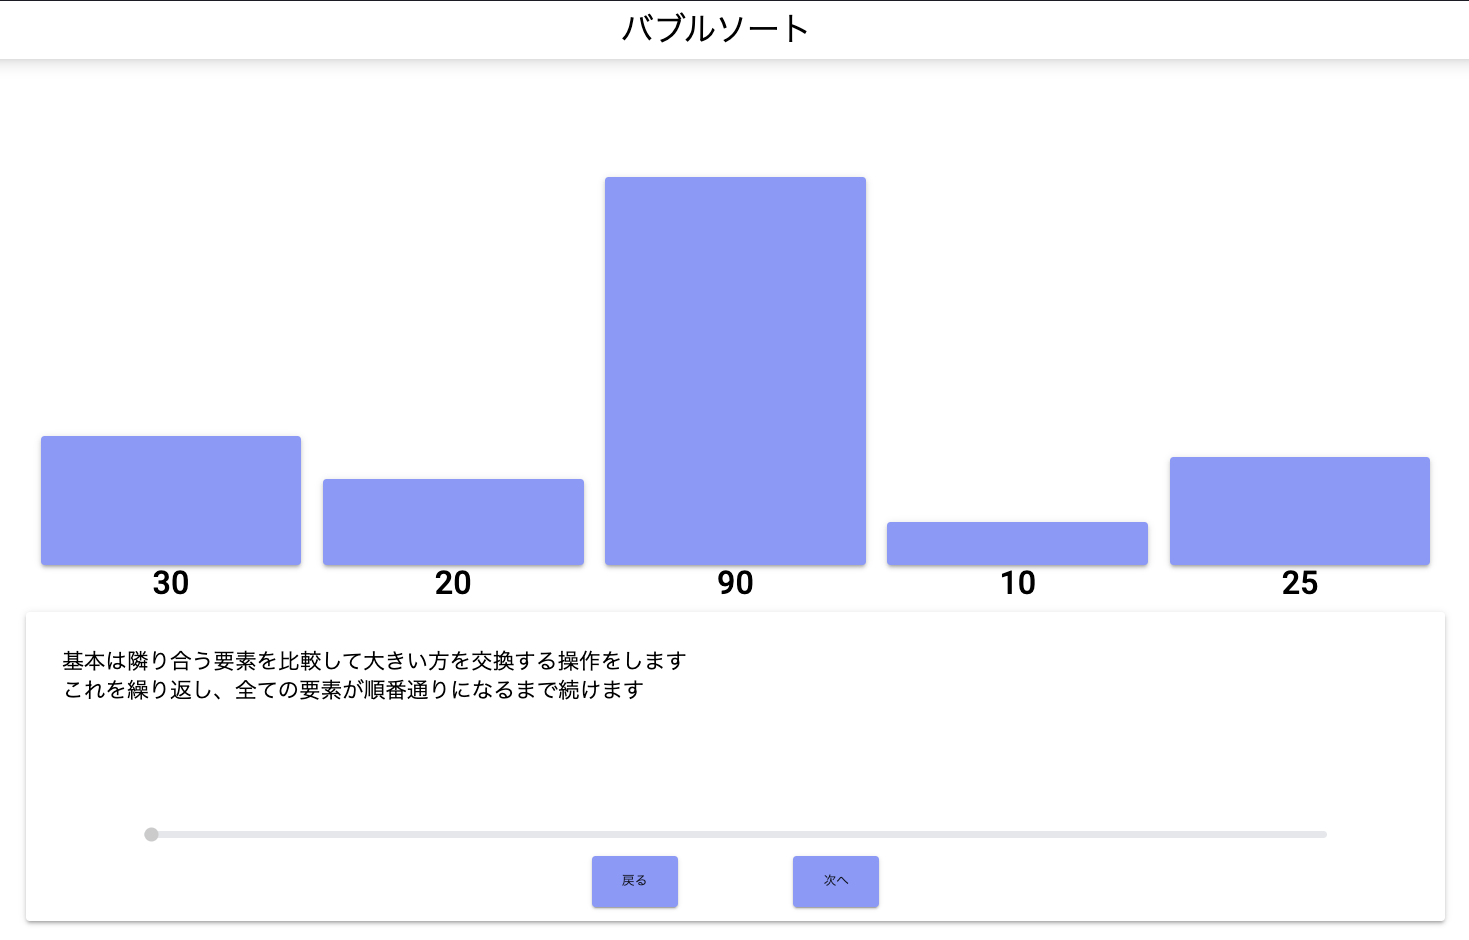 バブルソート
30 20 90 10 25
基本は隣り合う要素を比較して大きい方を交換する操作をします
これを繰り返し、全ての要素が順番通りになるまで続けます
戻る 次へ